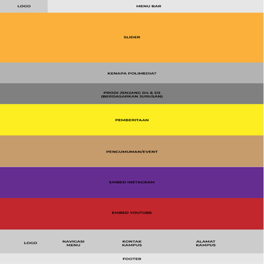 LOGO
MENU BAR
SLIDER
KENAPA POLIMEDIA?
PRODI JENJANG D4 & D3
(BERDASARKAN JURUSAN)
PEMBERITAAN
PENGUMUMAN/EVENT
EMBED INSTAGRAM
EMBED YOUTUBE
LOGO
NAVIGASI
MENU
KONTAK
KAMPUS
ALAMAT
KAMPUS
FOOTER